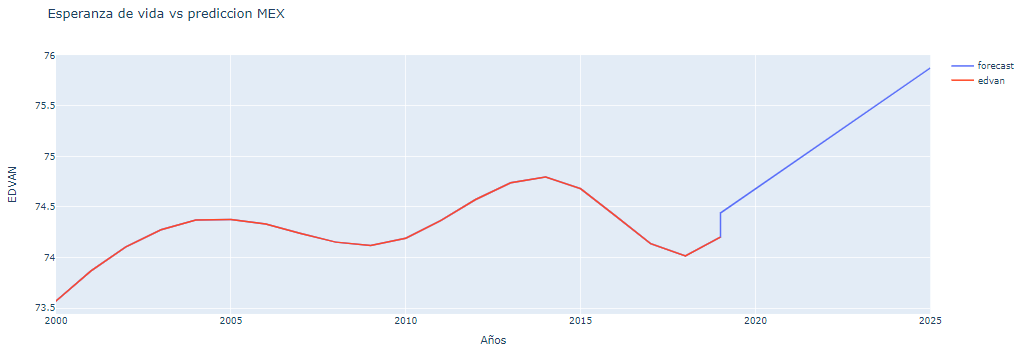 Esperanza de vida vs prediccion MEX
76
75.5
75
74.5
74
73.5
EDVAN
2000 2005 2010 2015 2020 2025
Años
forecast
edvan